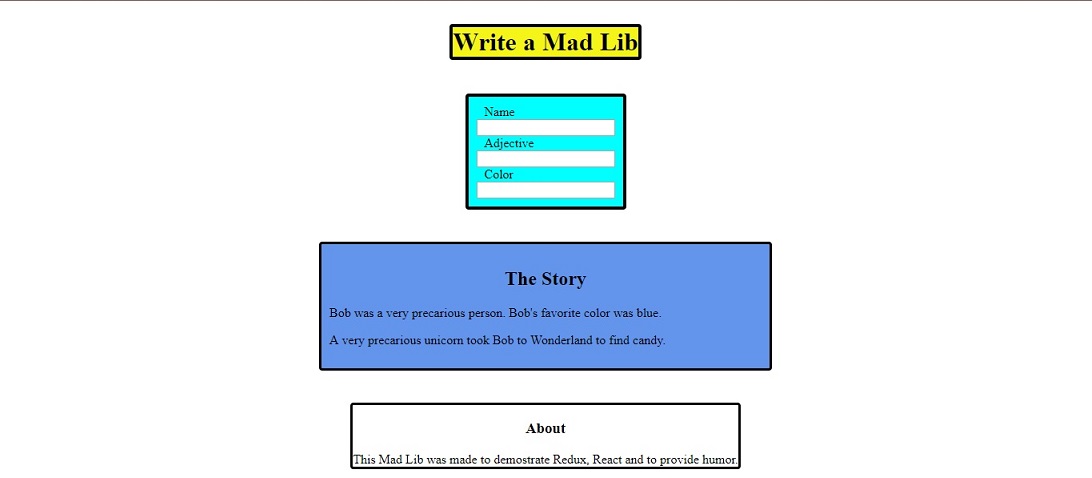 Write a Mad Lib
Name
Adjective
Color
The Story
Bob was a very precarious person. Bob's favorite color was blue.
A very precarious unicorn took Bob to Wonderland to find candy.
About
This Mad Lib was made to demostrate Redux, React and to provide humor.